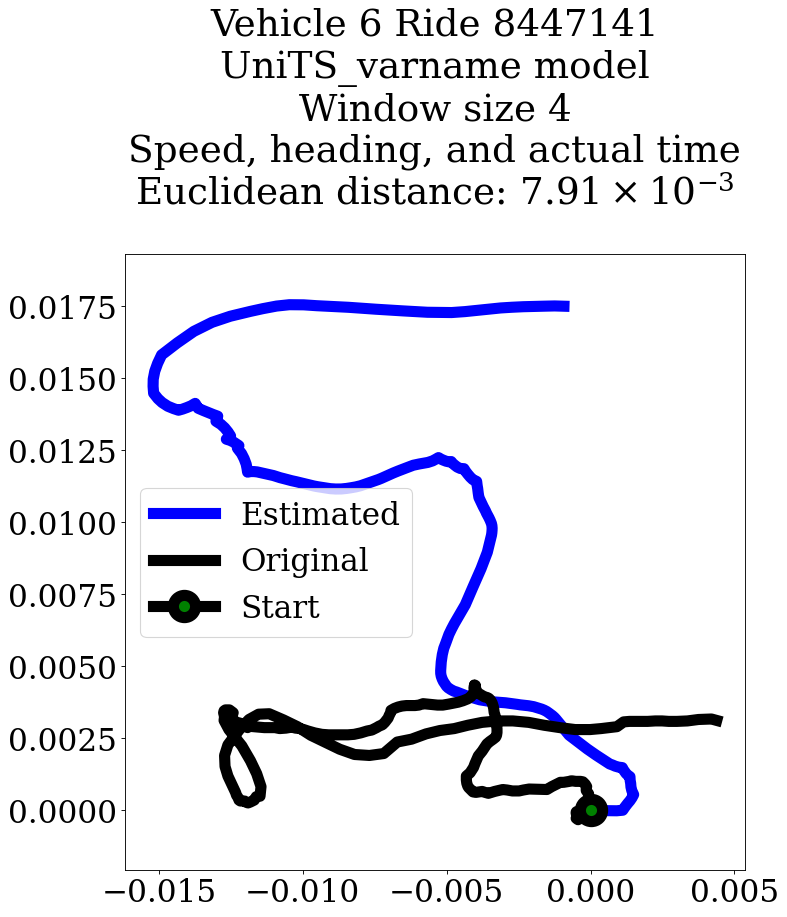 Vehicle 6 Ride 8447141
UniTS_varname model
Window size 4
Speed, heading, and actual time
Euclidean distance: 7.91 × 10⁻³
0.0175
0.0150
0.0125
0.0100
0.0075
0.0050
0.0025
0.0000
Estimated
Original
Start
−0.015 −0.010 −0.005 0.000 0.005